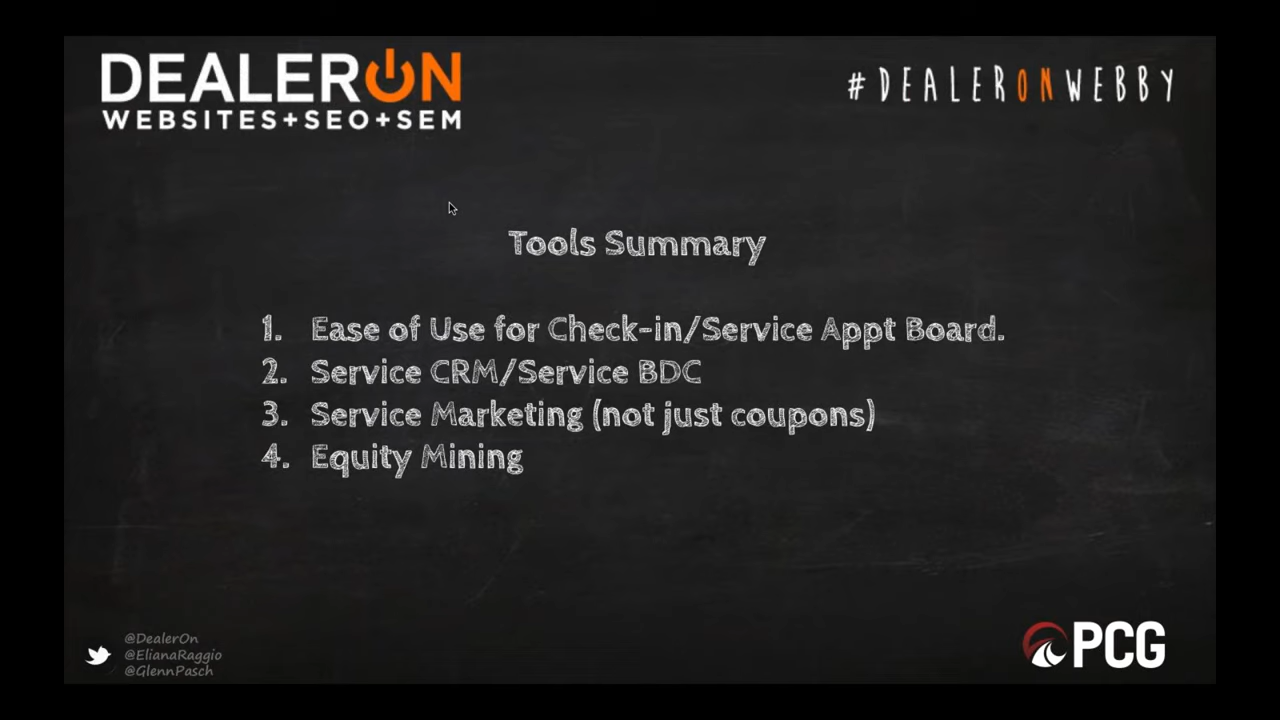 DEALERON
WEBSITES+SEO+SEM
#DEALERONWEBBY
Tools Summary
1. Ease of Use for Check-in/Service Appt Board.
2. Service CRM/Service BDC
3. Service Marketing (not just coupons)
4. Equity Mining
@DealerOn
@ElianaRaggio
@GlennPasch
PCG